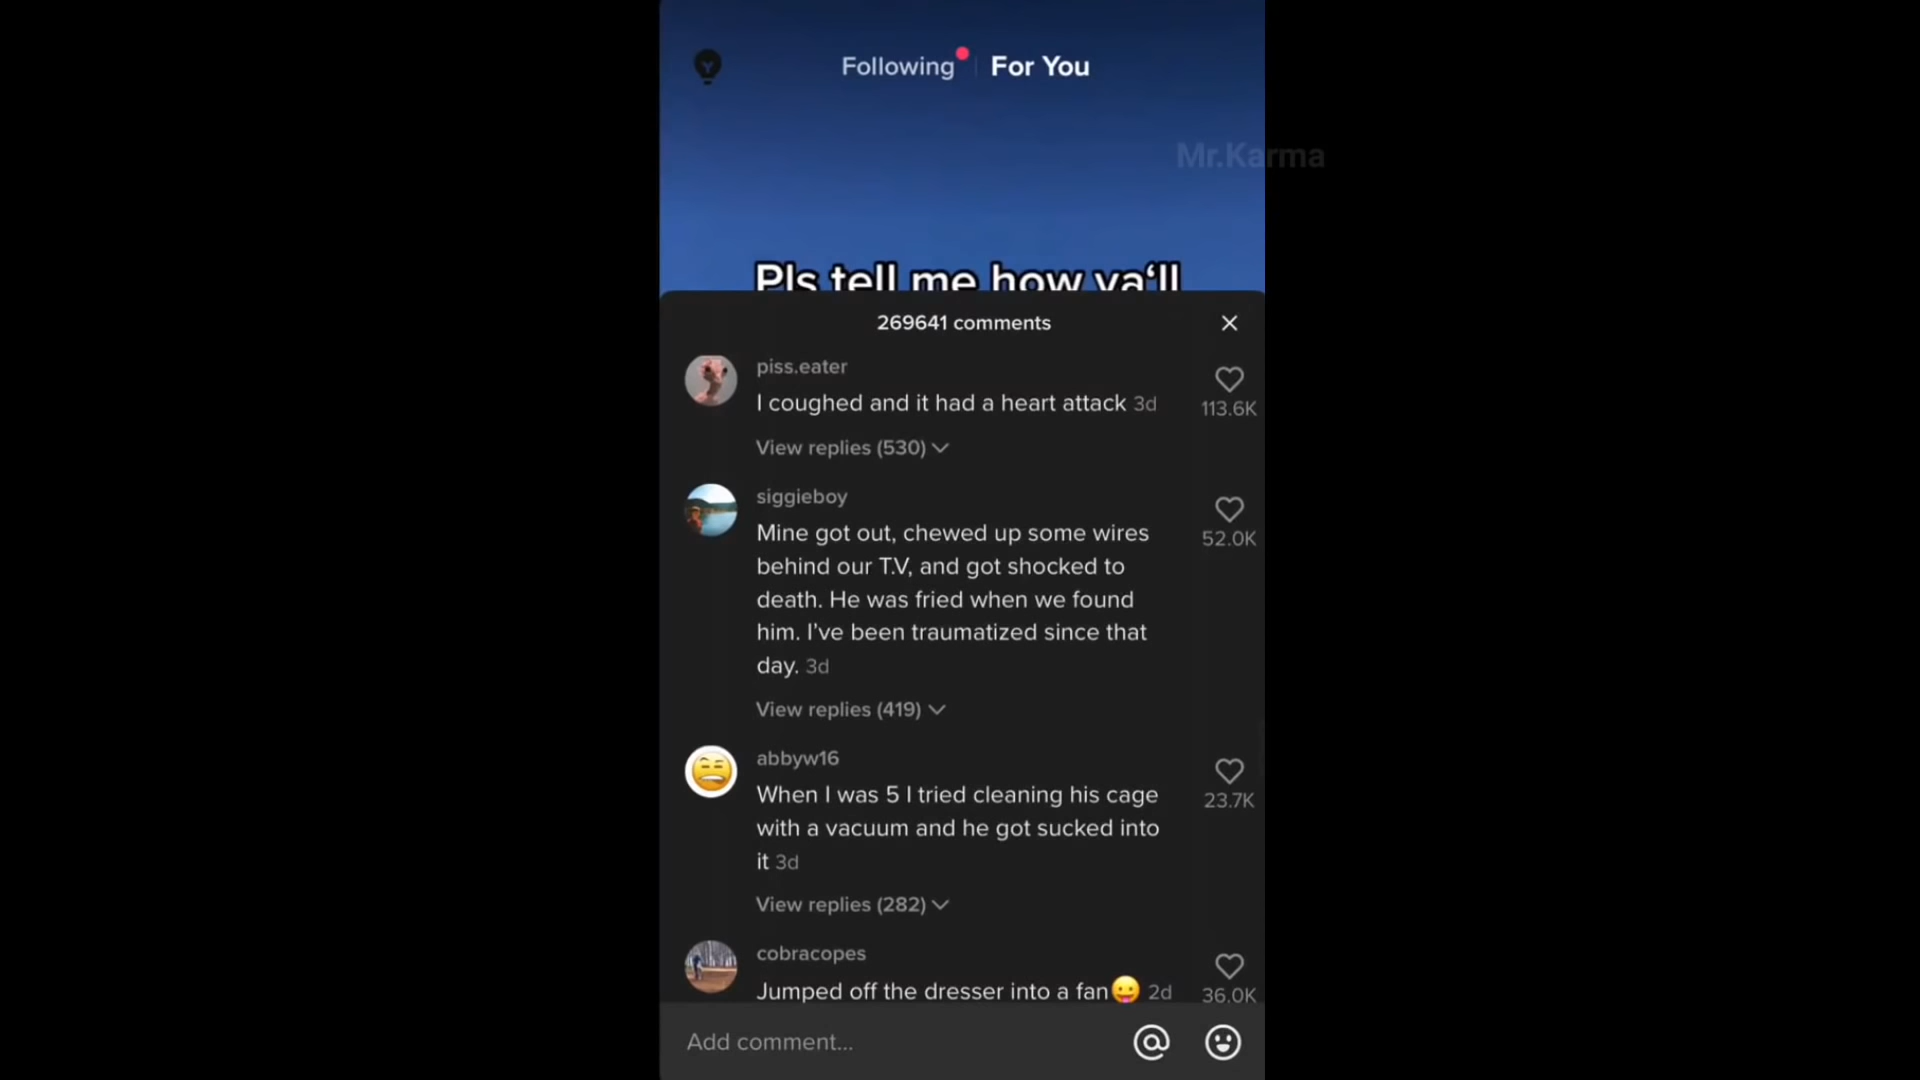 Following
For You
Mr.Karma
Pls tell me how ya'll
269641 comments
piss.eater
I coughed and it had a heart attack 3d
113.6K
View replies (530)
siggieboy
Mine got out, chewed up some wires
behind our T.V, and got shocked to
death. He was fried when we found
him. I've been traumatized since that
day. 3d
52.0K
View replies (419)
abbyw16
When I was 5 I tried cleaning his cage
with a vacuum and he got sucked into
it 3d
23.7K
View replies (282)
cobracopes
Jumped off the dresser into a fan😛 2d
36.0K
Add comment...